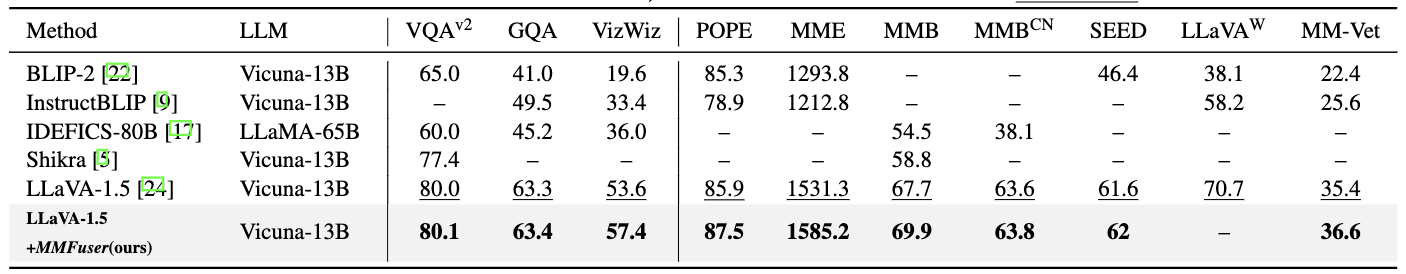 Method LLM VQA^v2 GQA VizWiz POPE MME MMB MMB^CN SEED LLaVA^W MM-Vet
BLIP-2 [22] Vicuna-13B 65.0 41.0 19.6 85.3 1293.8 – – 46.4 38.1 22.4
InstructBLIP [9] Vicuna-13B – 49.5 33.4 78.9 1212.8 – – – 58.2 25.6
IDEFICS-80B [17] LLaMA-65B 60.0 45.2 36.0 – – 54.5 38.1 – – –
Shikra [5] Vicuna-13B 77.4 – – – – 58.8 – – – –
LLaVA-1.5 [24] Vicuna-13B 80.0 63.3 53.6 85.9 1531.3 67.7 63.6 61.6 70.7 35.4
LLaVA-1.5
+MMFuser(ours) Vicuna-13B 80.1 63.4 57.4 87.5 1585.2 69.9 63.8 62 – 36.6